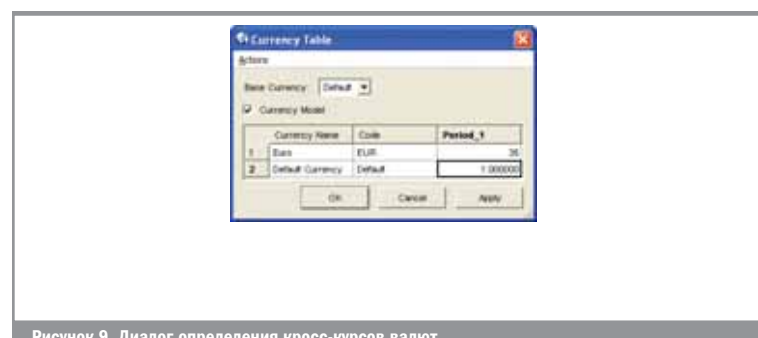 Currency Table
Actions
Base Currency: Default
Currency Model
Currency Name Code Period_1
1 Euro EUR 35
2 Default Currency Default 1.000000
OK Cancel Apply
Рисунок 9. Диалог определения кросс-курсов валют